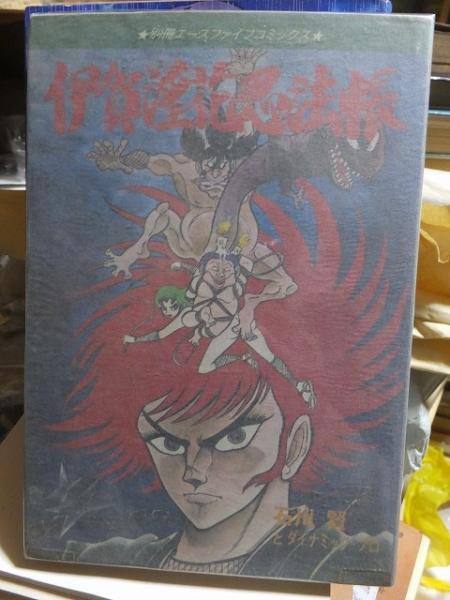 ★別冊エースファイブコミックス★
伊賀淫花忍法帳
石川 賢
とダイナミックプロ